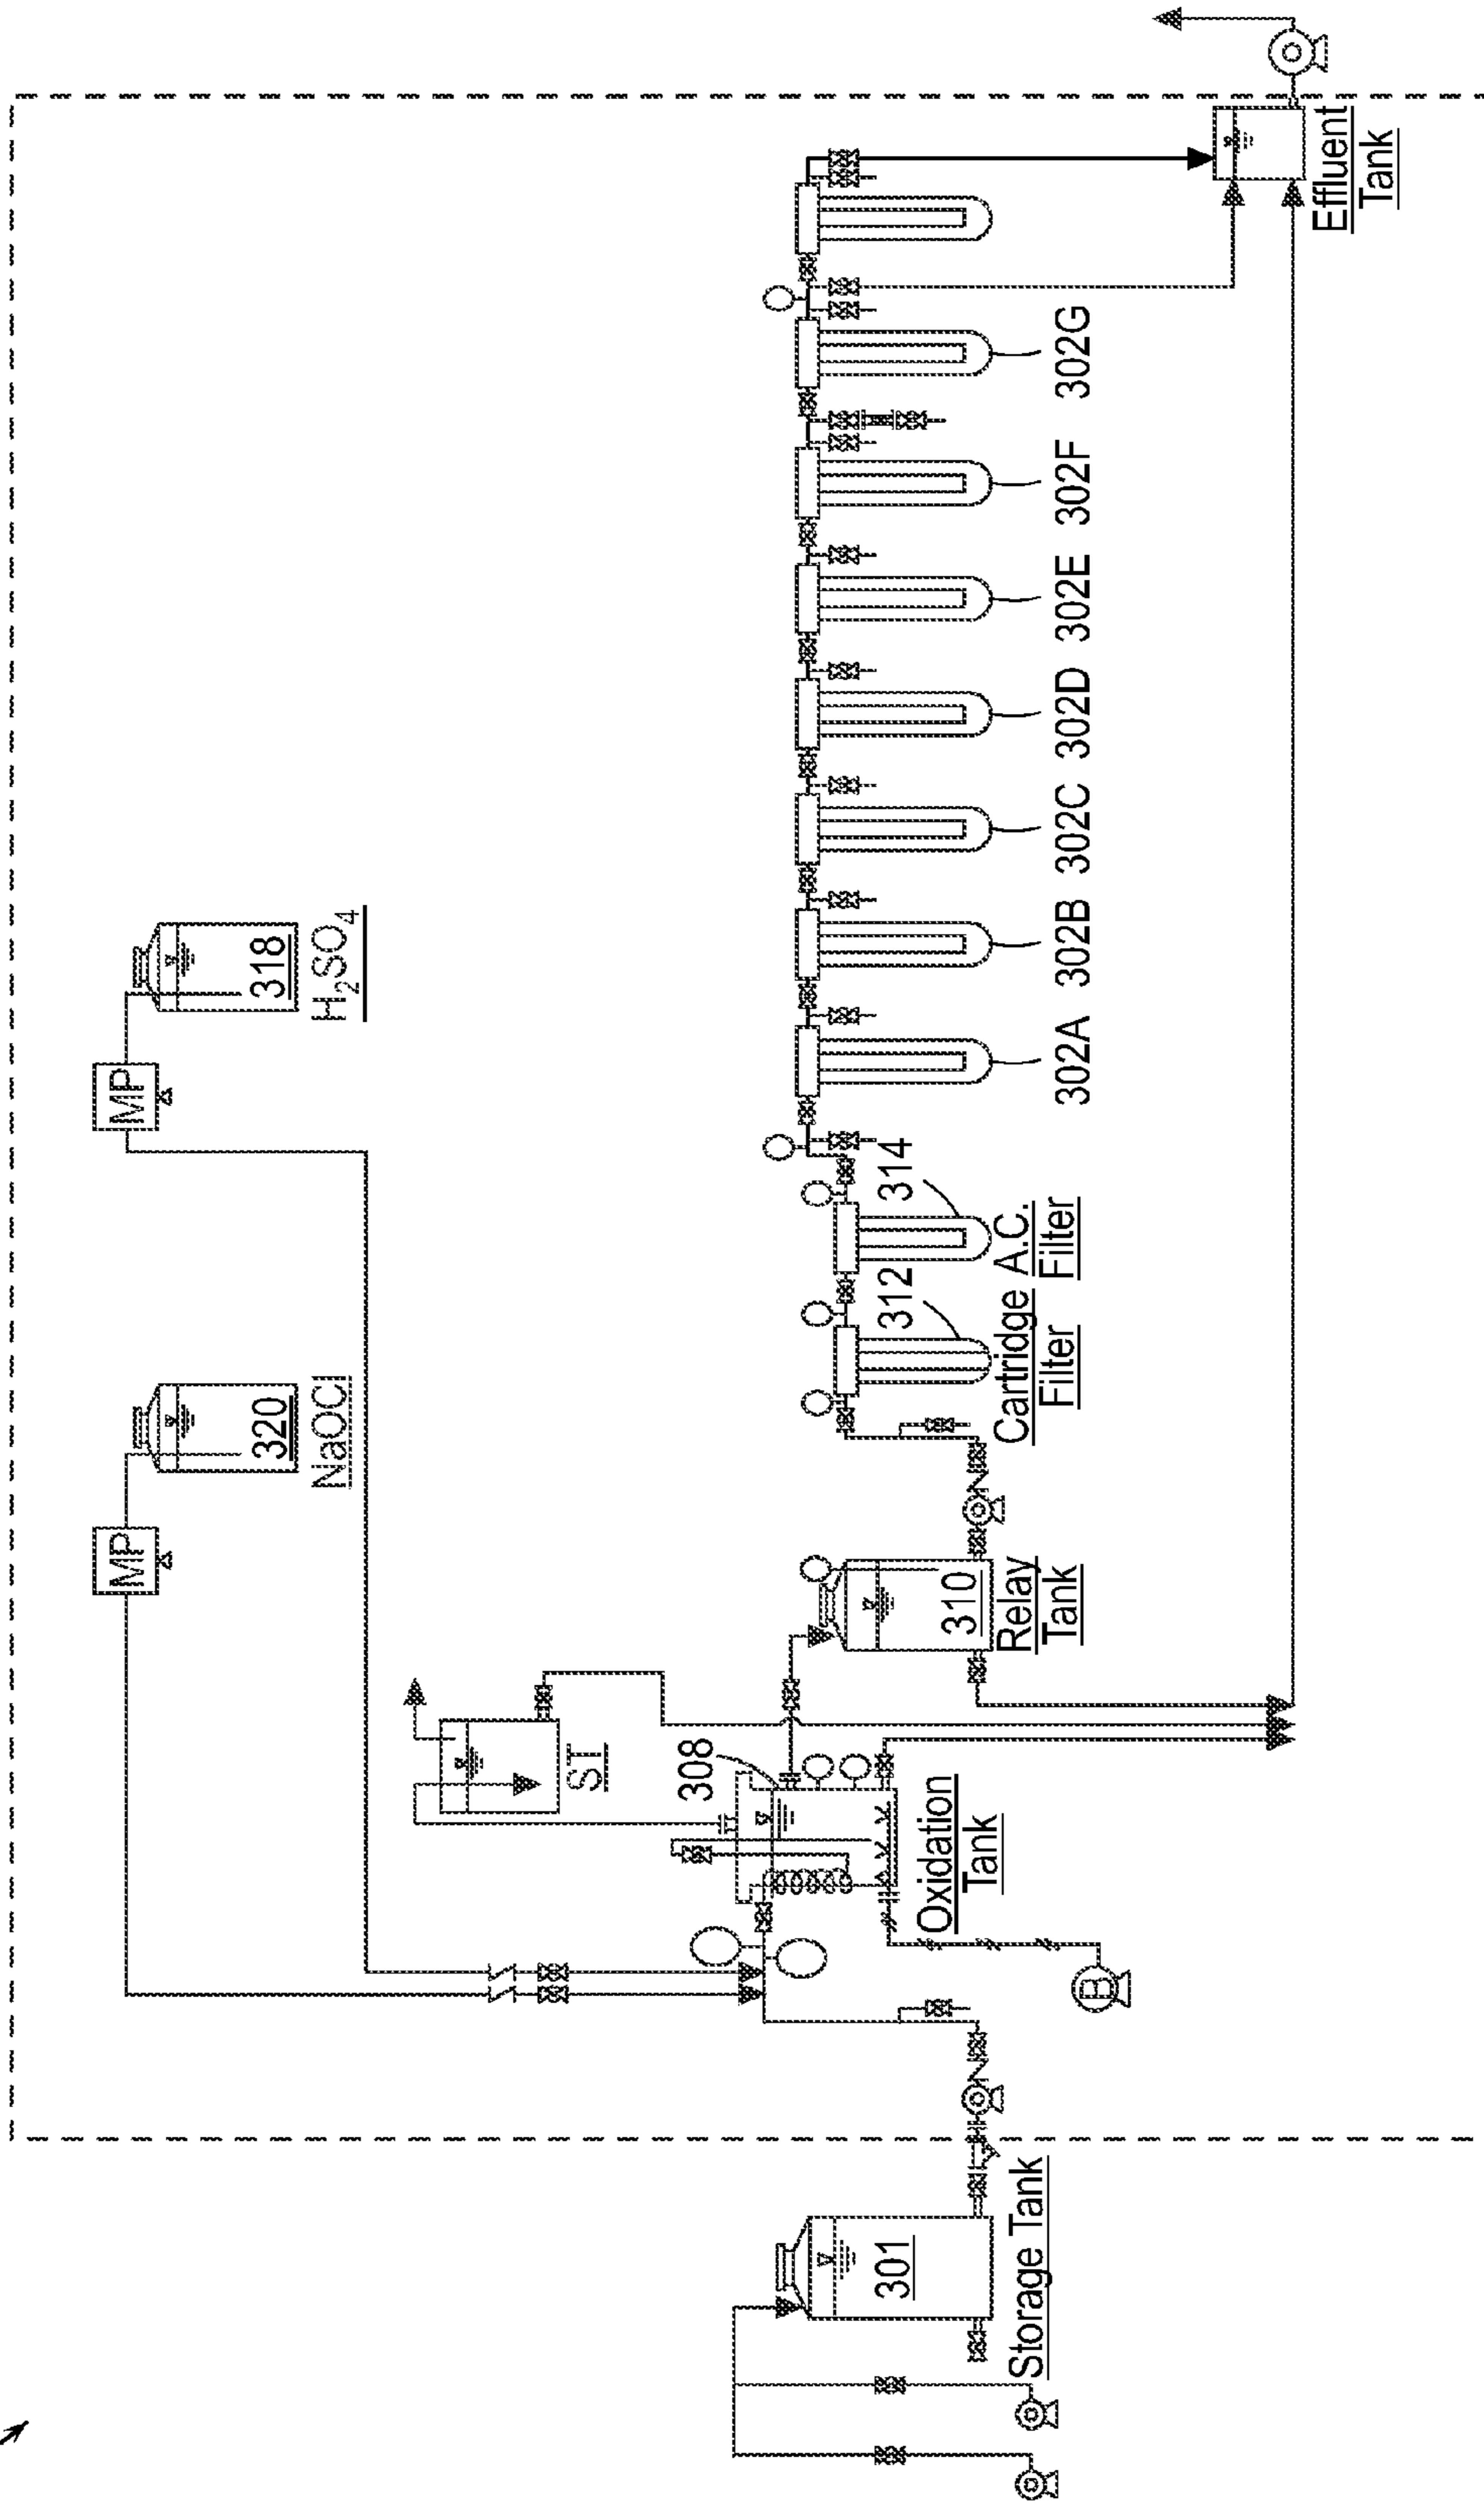 MP
320
NaOCl
MP
318
H₂SO₄
ST
308
301
Storage Tank
Oxidation
Tank
B
310
Relay
Tank
312
Cartridge
Filter
314
A.C.
Filter
302A
302B
302C
302D
302E
302F
302G
Effluent
Tank